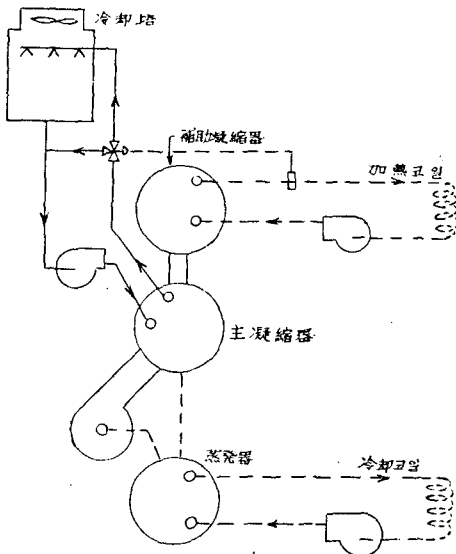 冷却塔
補助凝縮器
加熱코일
主凝縮器
蒸発器
冷却코일